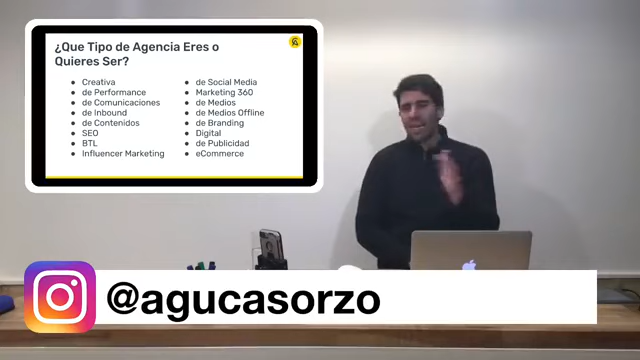 ¿Que Tipo de Agencia Eres o
Quieres Ser?
● Creativa
● de Performance
● de Comunicaciones
● de Inbound
● de Contenidos
● SEO
● BTL
● Influencer Marketing
● de Social Media
● Marketing 360
● de Medios
● de Medios Offline
● de Branding
● Digital
● de Publicidad
● eCommerce
@agucasorzo